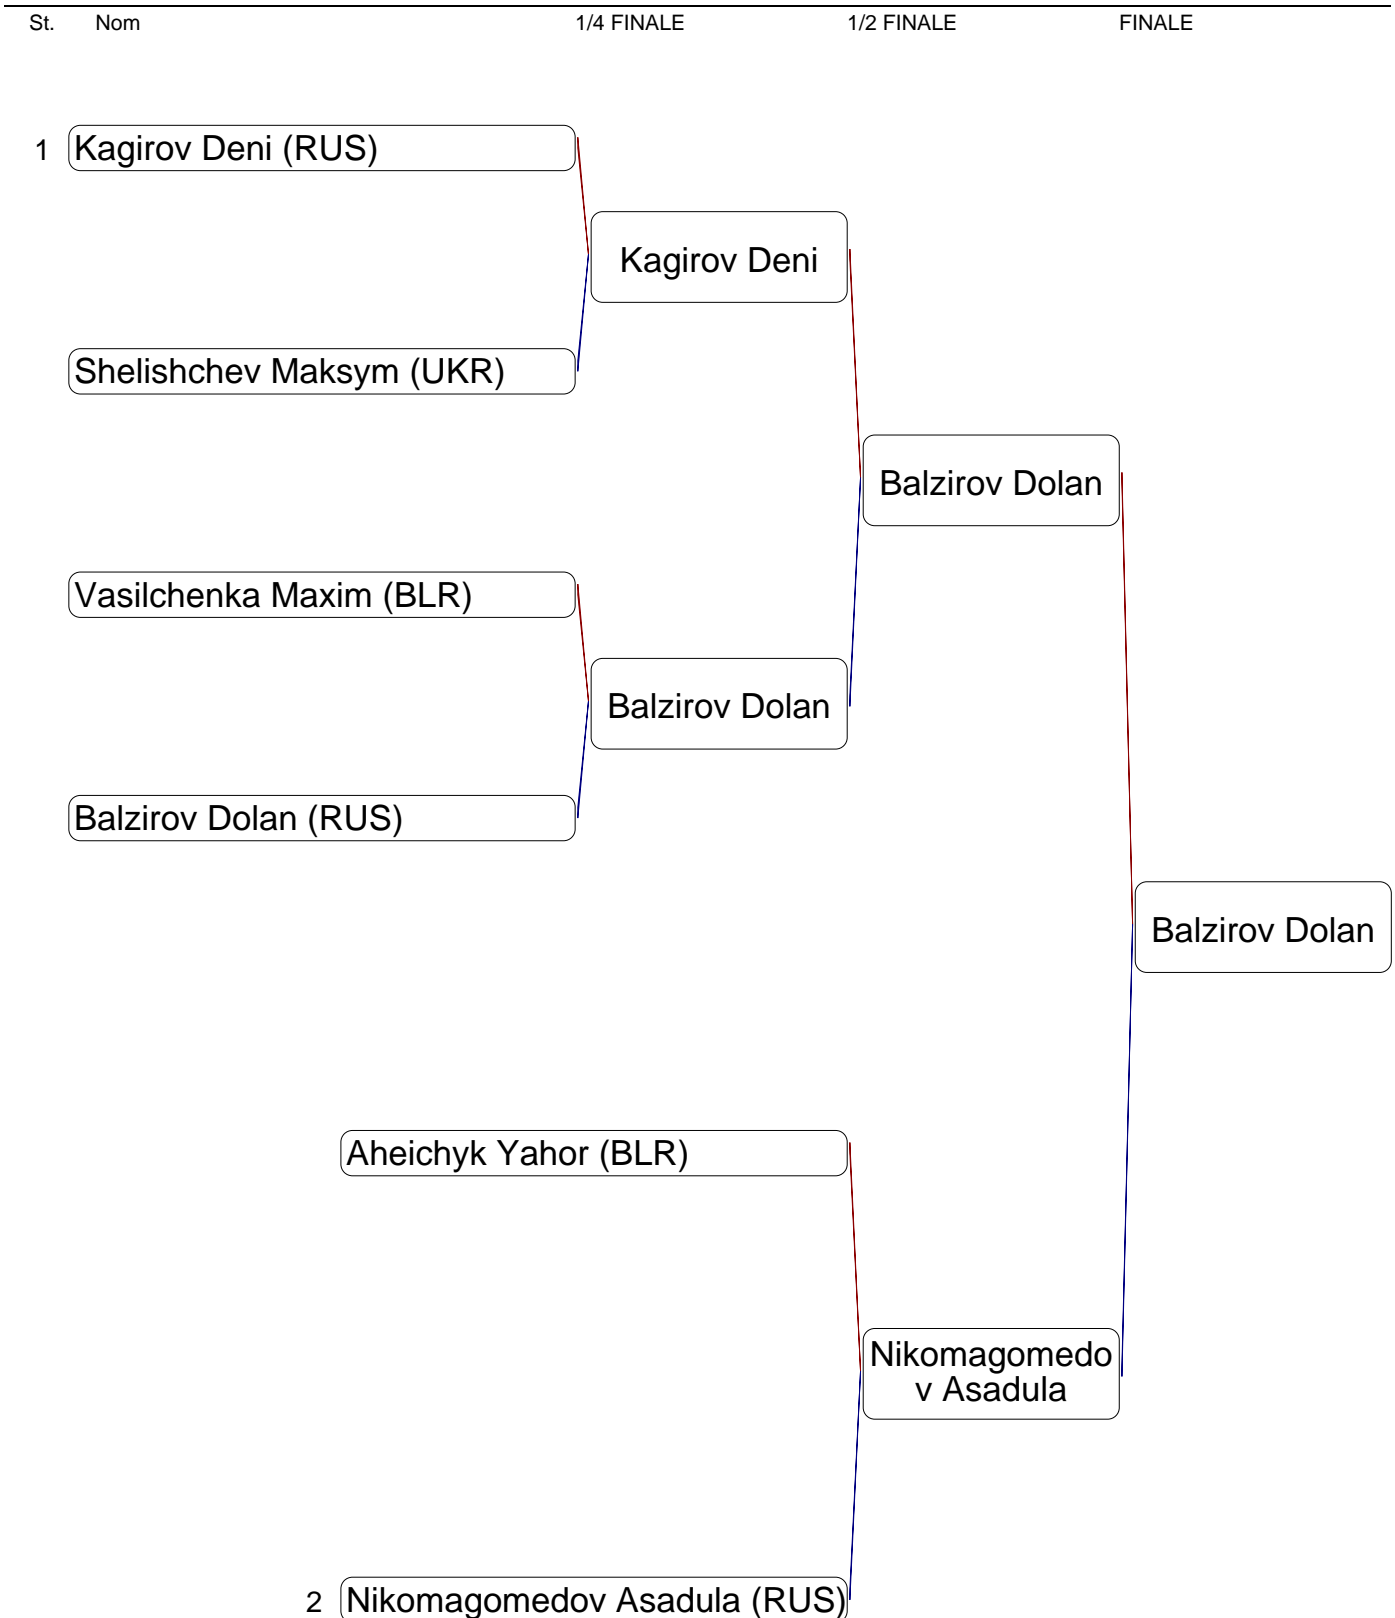 St. Nom 1/4 FINALE 1/2 FINALE FINALE
1 Kagirov Deni (RUS)
Kagirov Deni
Shelishchev Maksym (UKR)
Balzirov Dolan
Vasilchenka Maxim (BLR)
Balzirov Dolan
Balzirov Dolan (RUS)
Balzirov Dolan
Aheichyk Yahor (BLR)
Nikomagomedo
v Asadula
2 Nikomagomedov Asadula (RUS)